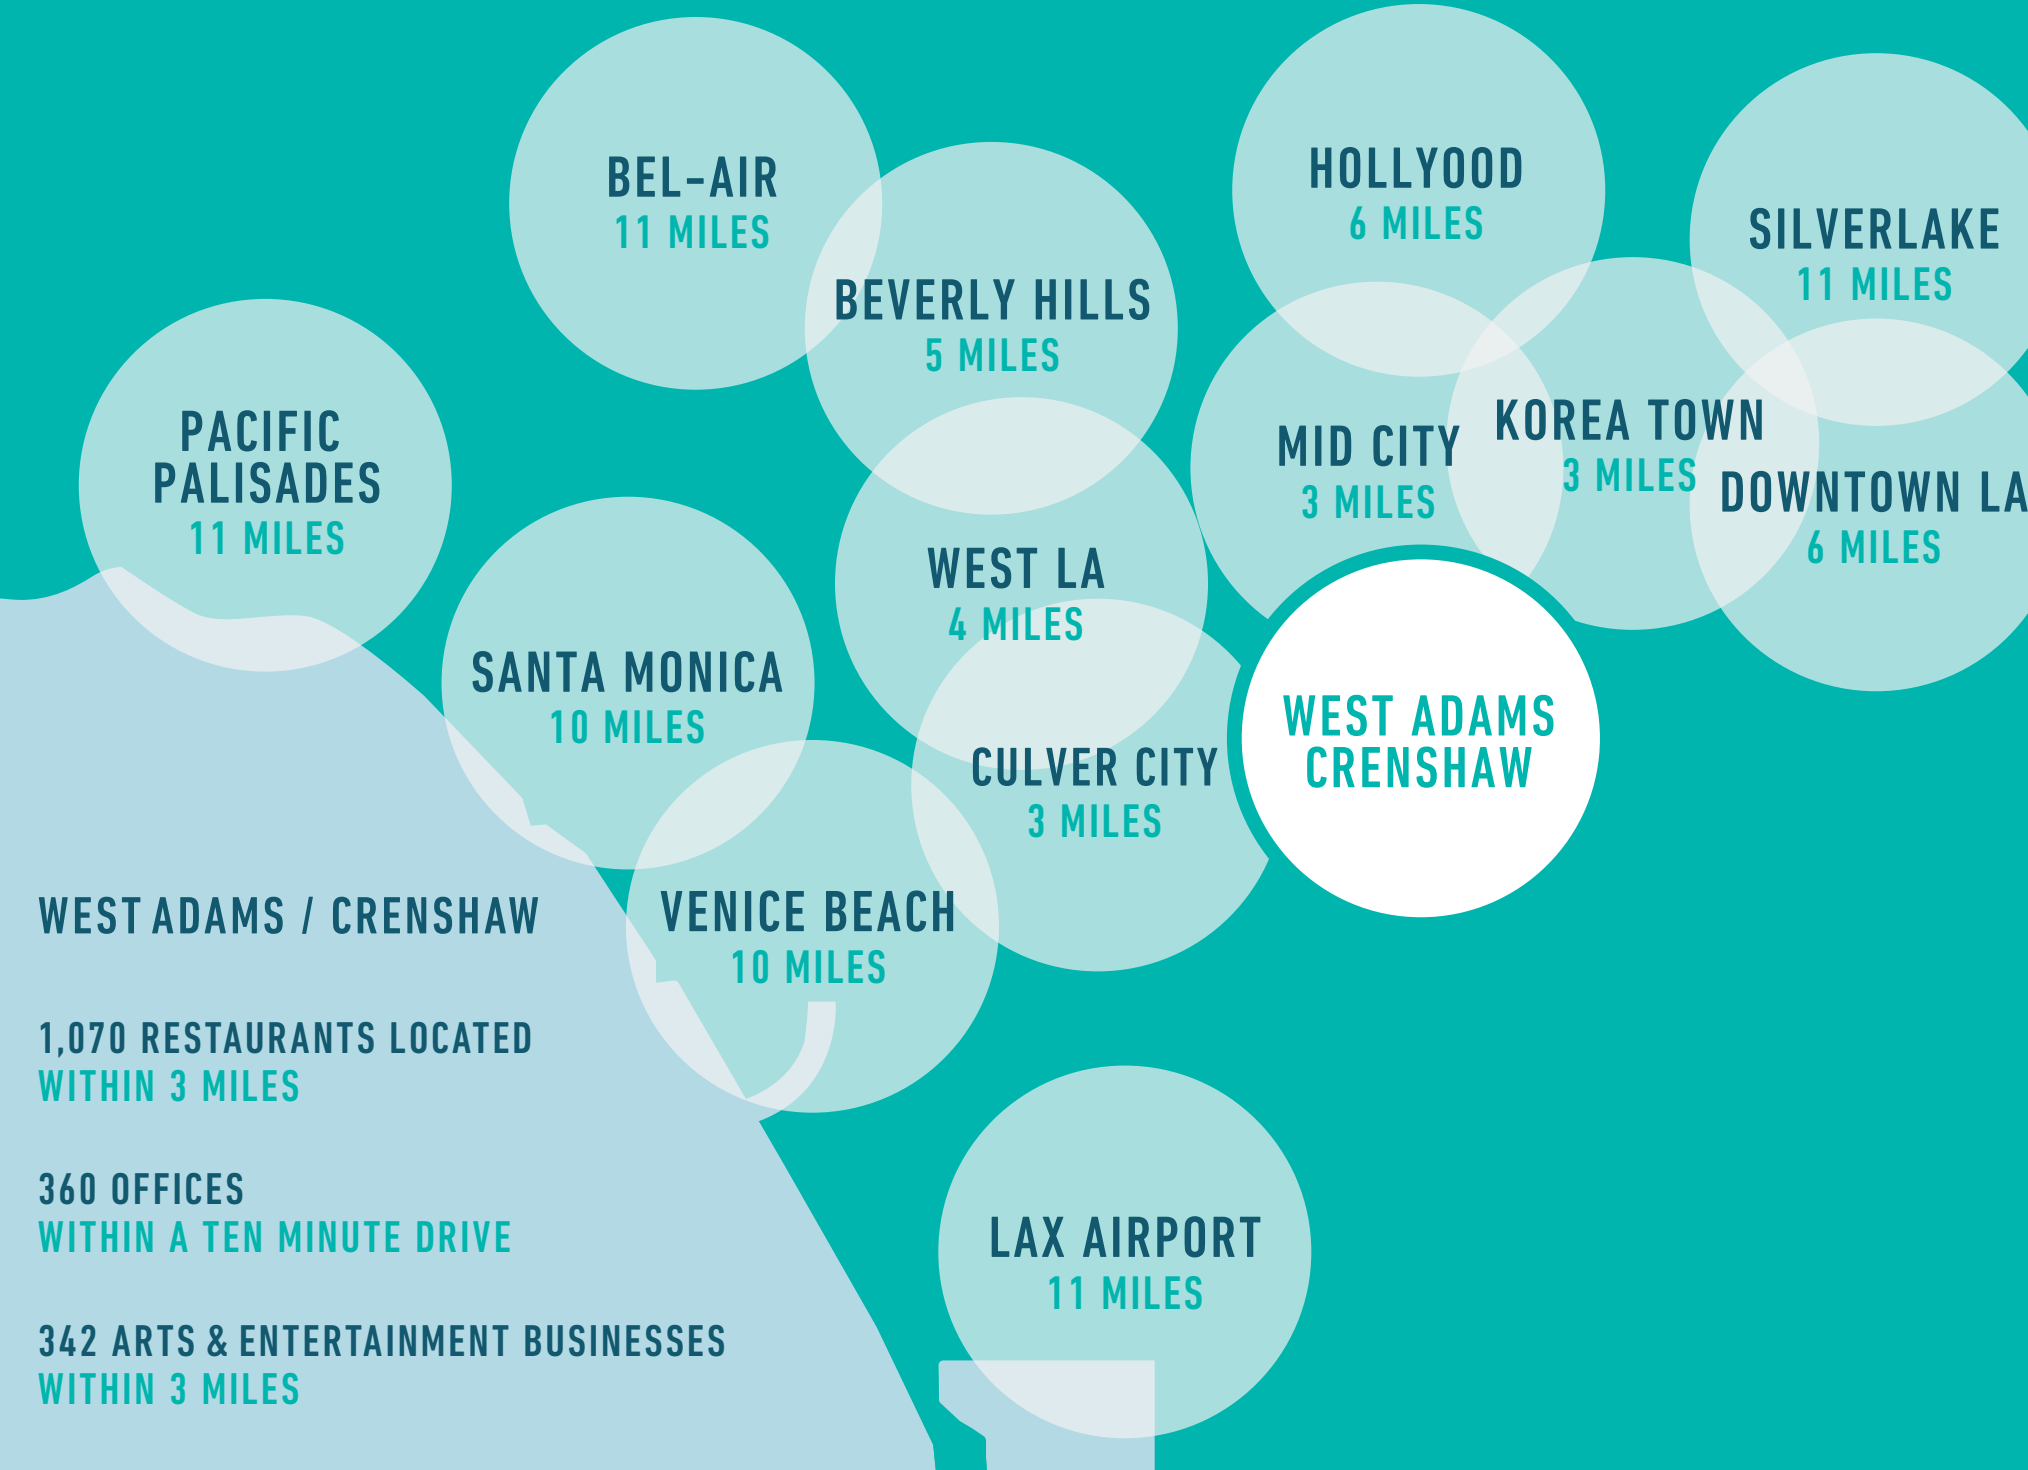 BEL-AIR
11 MILES
HOLLYOOD
6 MILES
SILVERLAKE
11 MILES
BEVERLY HILLS
5 MILES
PACIFIC
PALISADES
11 MILES
MID CITY
3 MILES
KOREA TOWN
3 MILES
DOWNTOWN LA
6 MILES
WEST LA
4 MILES
SANTA MONICA
10 MILES
CULVER CITY
3 MILES
WEST ADAMS
CRENSHAW
VENICE BEACH
10 MILES
WEST ADAMS / CRENSHAW
1,070 RESTAURANTS LOCATED
WITHIN 3 MILES
360 OFFICES
WITHIN A TEN MINUTE DRIVE
342 ARTS & ENTERTAINMENT BUSINESSES
WITHIN 3 MILES
LAX AIRPORT
11 MILES